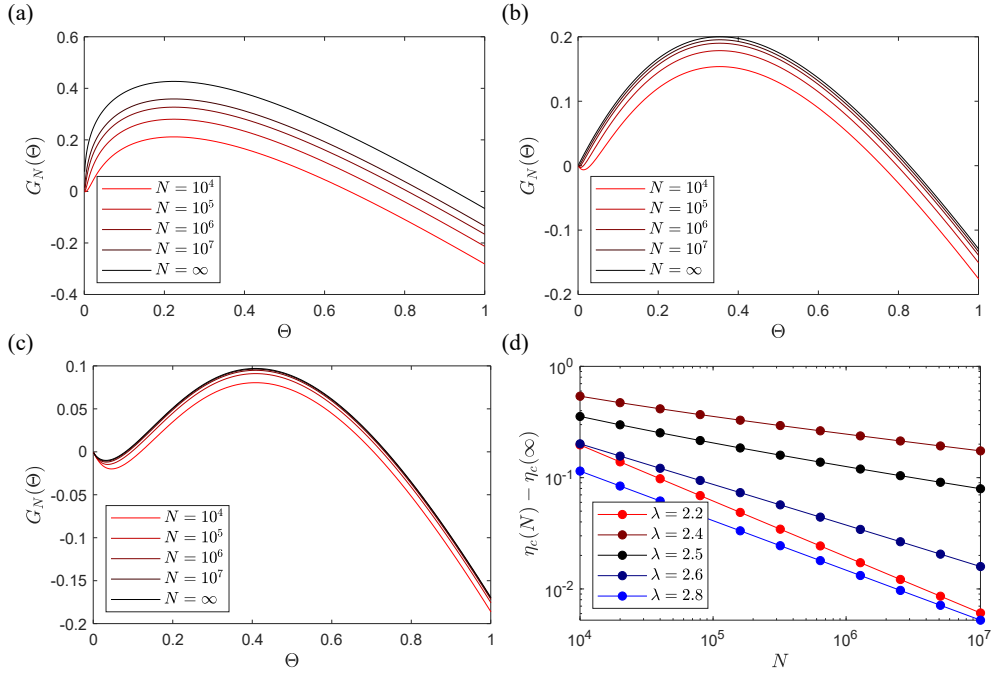 (a)
0.6
0.4
0.2
0
-0.2
-0.4
G_N(Θ)
N = 10^4
N = 10^5
N = 10^6
N = 10^7
N = ∞
0 0.2 0.4 0.6 0.8 1
Θ
(b)
0.2
0.1
0
-0.1
0.2
G_N(Θ)
N = 10^4
N = 10^5
N = 10^6
N = 10^7
N = ∞
0 0.2 0.4 0.6 0.8 1
Θ
(c)
0.1
0.05
0
-0.05
-0.1
-0.15
-0.2
G_N(Θ)
N = 10^4
N = 10^5
N = 10^6
N = 10^7
N = ∞
0 0.2 0.4 0.6 0.8 1
Θ
(d)
10^0
10^-1
10^-2
η_c(N) − η_c(∞)
λ = 2.2
λ = 2.4
λ = 2.5
λ = 2.6
λ = 2.8
10^4 10^5 10^6 10^7
N